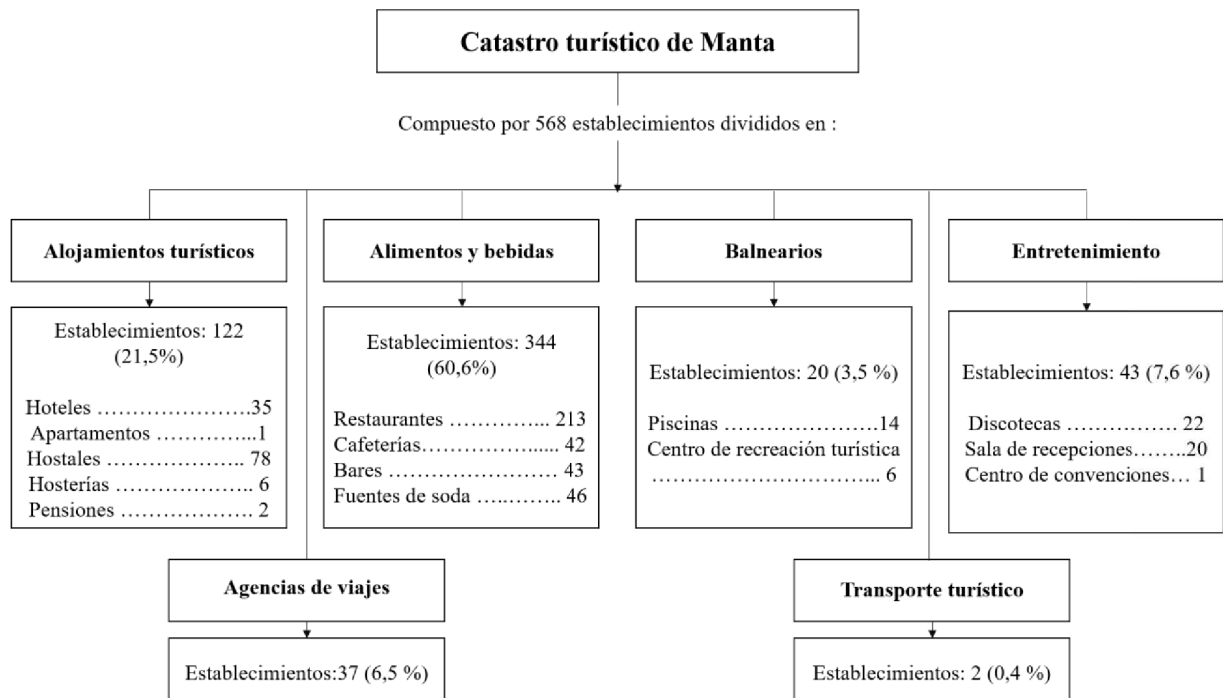 Catastro turístico de Manta
Compuesto por 568 establecimientos divididos en :
Alojamientos turísticos
Establecimientos: 122
(21,5%)
Hoteles ………………….35
Apartamentos …………...1
Hostales ……………….. 78
Hosterías ……………… 6
Pensiones ……………. 2
Alimentos y bebidas
Establecimientos: 344
(60,6%)
Restaurantes …………... 213
Cafeterías…………...... 42
Bares ………………… 43
Fuentes de soda …..…….. 46
Balnearios
Establecimientos: 20 (3,5 %)
Piscinas ………………….14
Centro de recreación turística
………………………... 6
Entretenimiento
Establecimientos: 43 (7,6 %)
Discotecas ……….…… 22
Sala de recepciones……..20
Centro de convenciones… 1
Agencias de viajes
Establecimientos:37 (6,5 %)
Transporte turístico
Establecimientos: 2 (0,4 %)